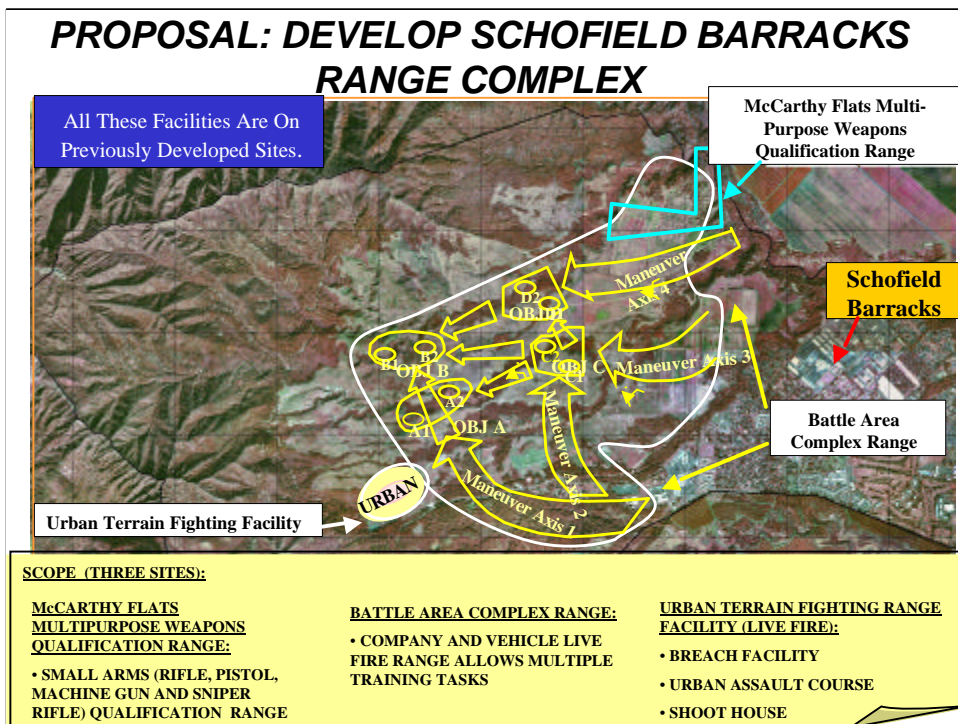 PROPOSAL: DEVELOP SCHOFIELD BARRACKS
RANGE COMPLEX
All These Facilities Are On
Previously Developed Sites.
McCarthy Flats Multi-
Purpose Weapons
Qualification Range
Schofield
Barracks
Maneuver
Axis 4
D2
OBJ D
D1
B1
B2
OBJ B
C2
OBJ C
C1
Maneuver Axis 3
A2
A1
OBJ A
Battle Area
Complex Range
Maneuver Axis 2
Maneuver Axis 1
URBAN
Urban Terrain Fighting Facility
SCOPE (THREE SITES):
McCARTHY FLATS
MULTIPURPOSE WEAPONS
QUALIFICATION RANGE:
• SMALL ARMS (RIFLE, PISTOL,
MACHINE GUN AND SNIPER
RIFLE) QUALIFICATION RANGE
BATTLE AREA COMPLEX RANGE:
• COMPANY AND VEHICLE LIVE
FIRE RANGE ALLOWS MULTIPLE
TRAINING TASKS
URBAN TERRAIN FIGHTING RANGE
FACILITY (LIVE FIRE):
• BREACH FACILITY
• URBAN ASSAULT COURSE
• SHOOT HOUSE